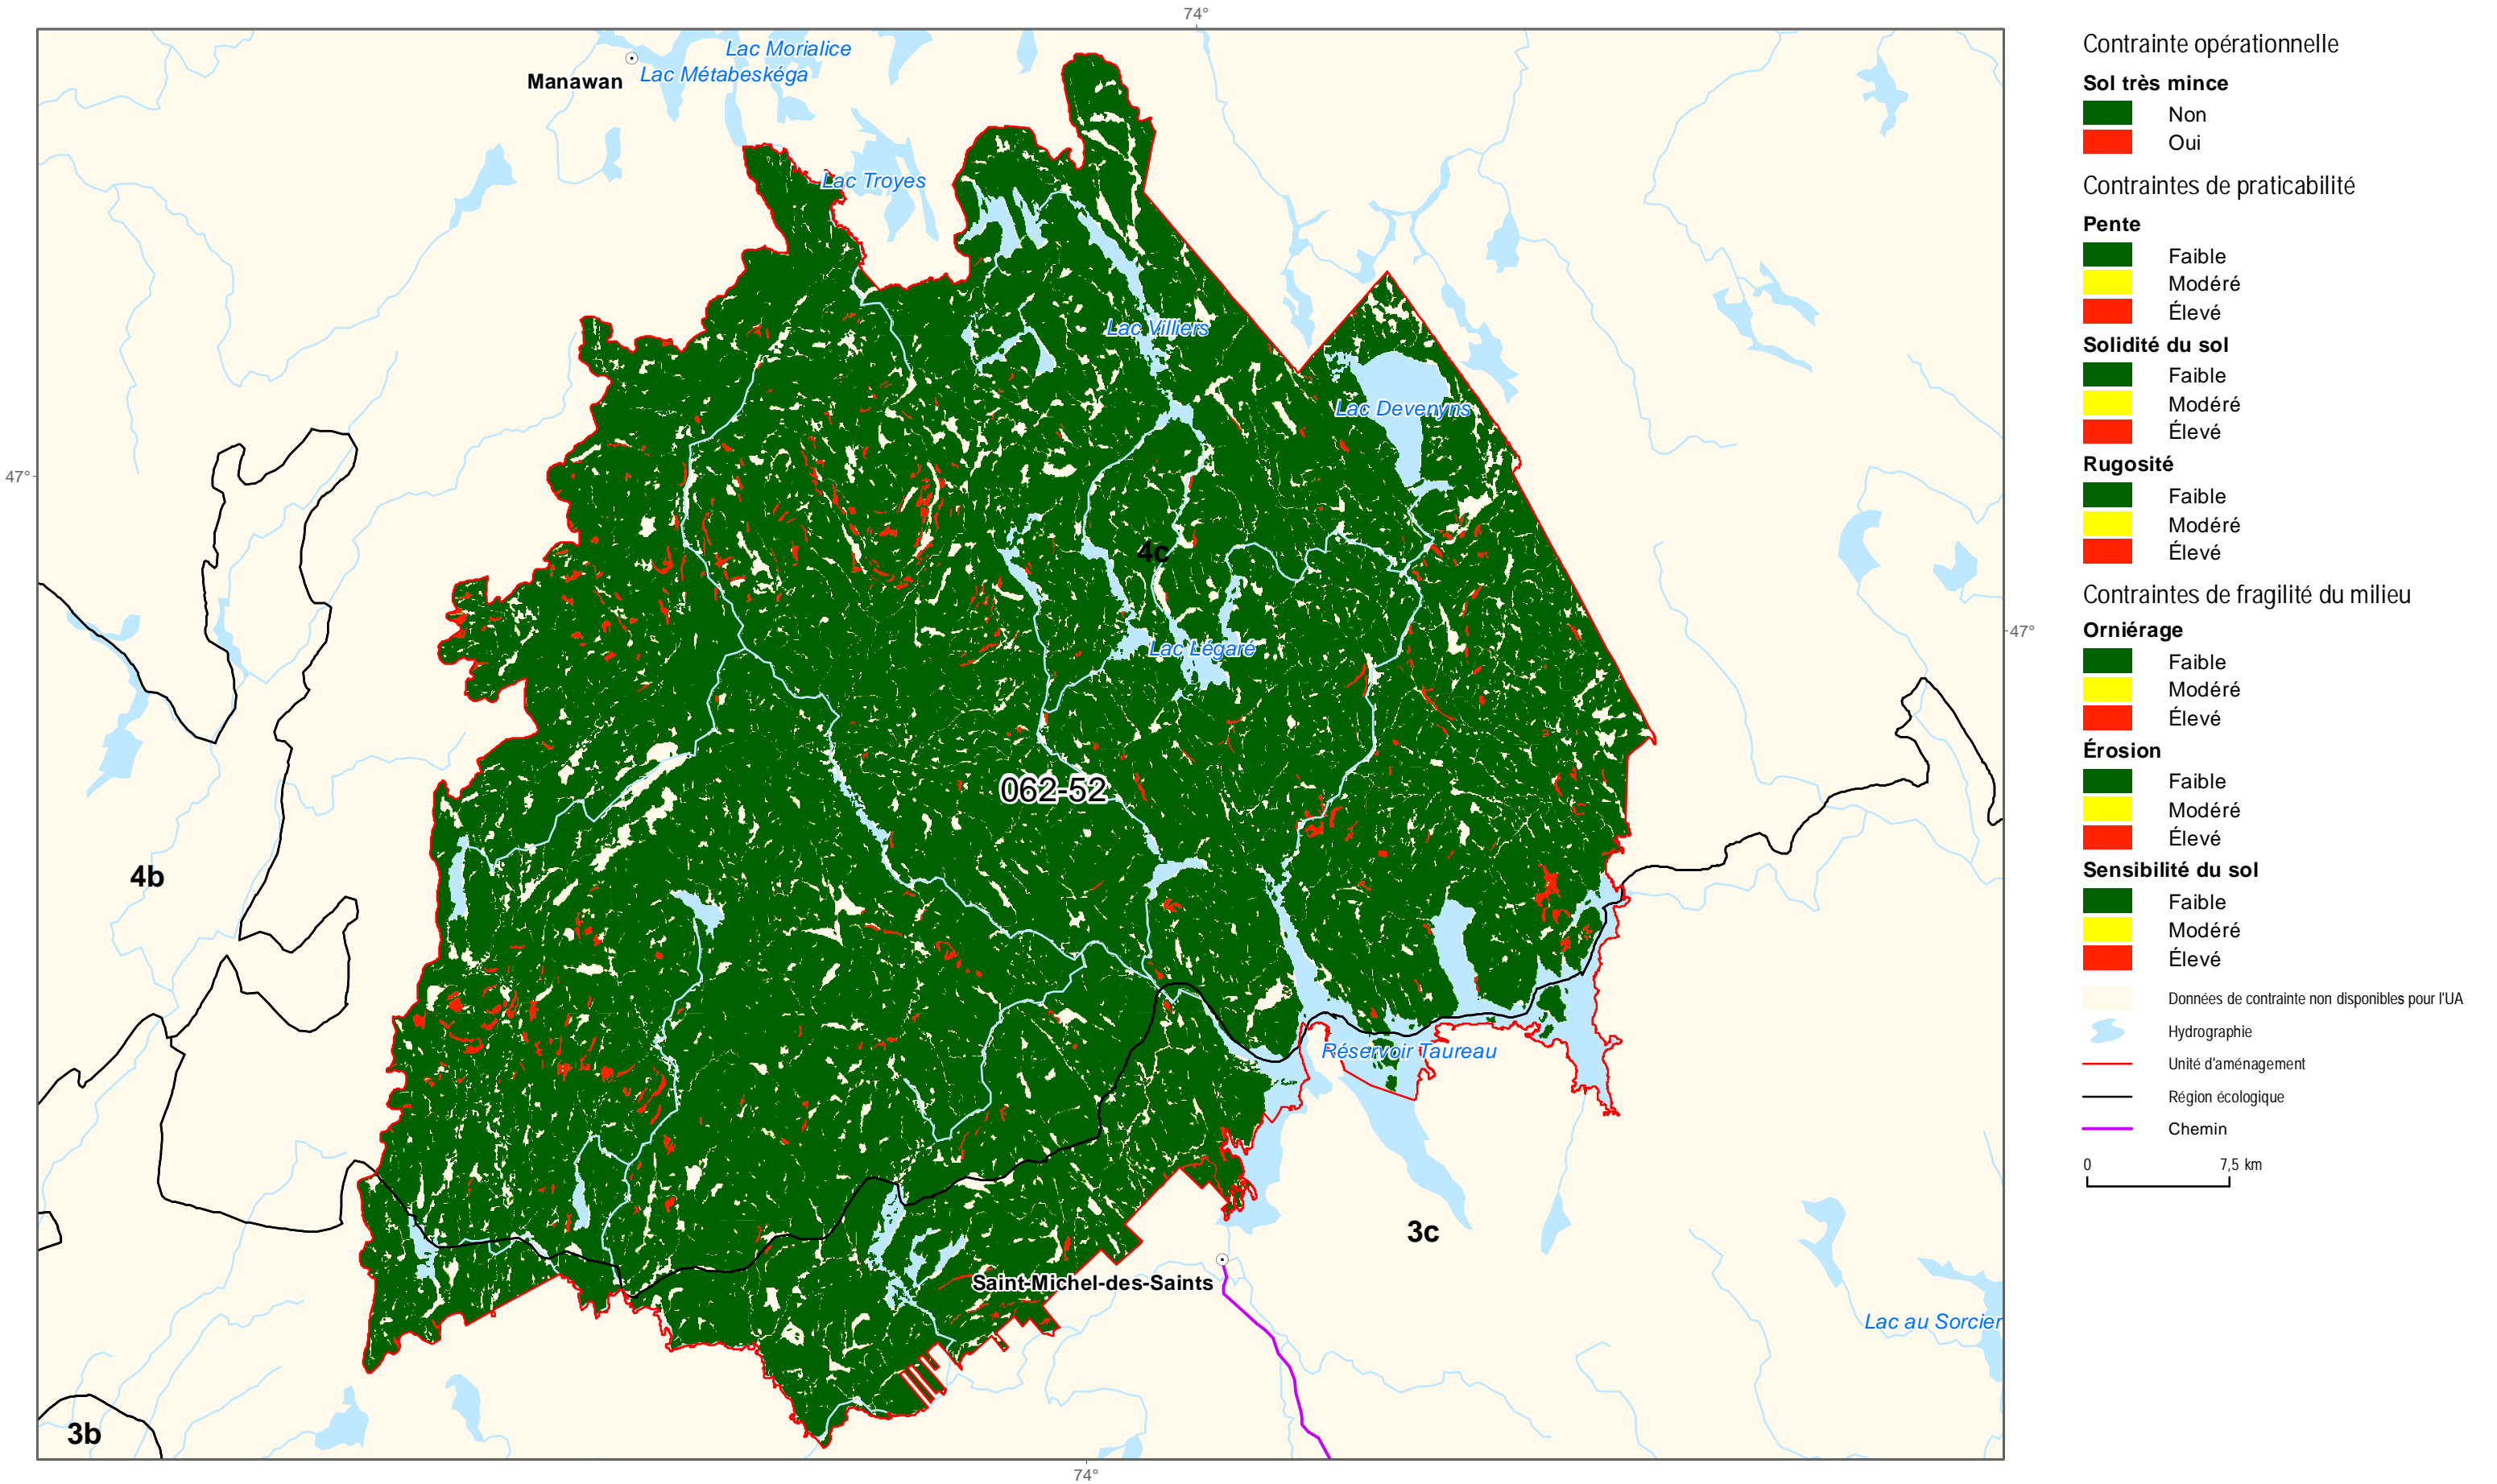 74°
Lac Morialice
Manawan
Lac Métabeskéga
Lac Troyes
Lac Villiers
Lac Devenyns
47°
4c
47°
Lac Légaré
062-52
4b
Réservoir Taureau
3c
Saint-Michel-des-Saints
Lac au Sorcier
3b
74°
Contrainte opérationnelle
Sol très mince
Non
Oui
Contraintes de praticabilité
Pente
Faible
Modéré
Élevé
Solidité du sol
Faible
Modéré
Élevé
Rugosité
Faible
Modéré
Élevé
Contraintes de fragilité du milieu
Orniérage
Faible
Modéré
Élevé
Érosion
Faible
Modéré
Élevé
Sensibilité du sol
Faible
Modéré
Élevé
Données de contrainte non disponibles pour l'UA
Hydrographie
Unité d'aménagement
Région écologique
Chemin
0 7,5 km